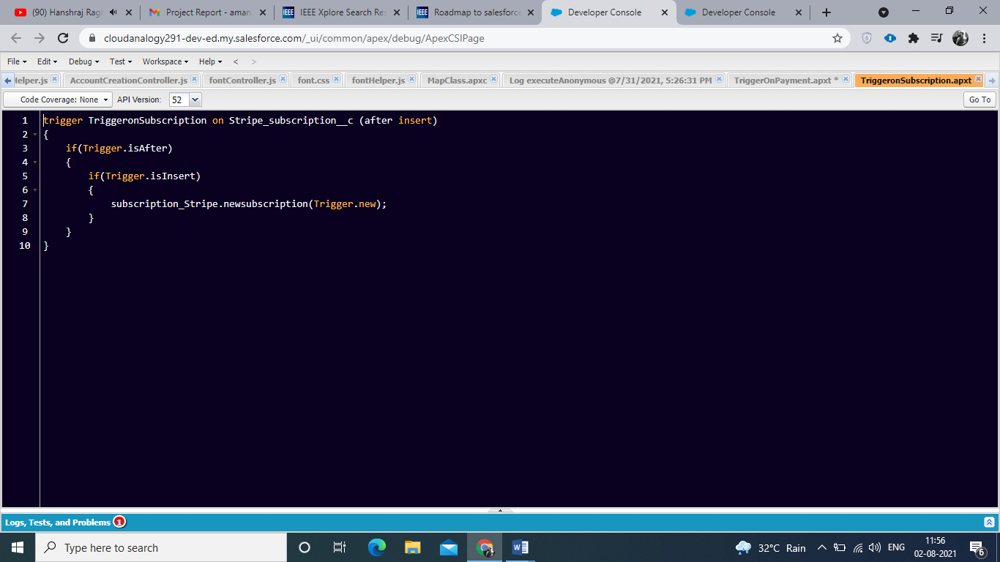 (90) Hanshraj Rag
Project Report - aman.
IEEE Xplore Search Res
Roadmap to salesforce
Developer Console
Developer Console
cloudanalogy291-dev-ed.my.salesforce.com/_ui/common/apex/debug/ApexCSIPage
File Edit Debug Test Workspace Help < >
Helper.js AccountCreationController.js fontController.js font.css fontHelper.js MapClass.apxc Log executeAnonymous @7/31/2021, 5:26:31 PM TriggerOnPayment.apxt * TriggeronSubscription.apxt
Code Coverage: None API Version: 52 Go To
1 trigger TriggeronSubscription on Stripe_subscription__c (after insert)
2 {
3 if(Trigger.isAfter)
4 {
5 if(Trigger.isInsert)
6 {
7 subscription_Stripe.newsubscription(Trigger.new);
8 }
9 }
10 }
Logs, Tests, and Problems 1
Type here to search
32°C Rain
ENG
11:56
02-08-2021
6